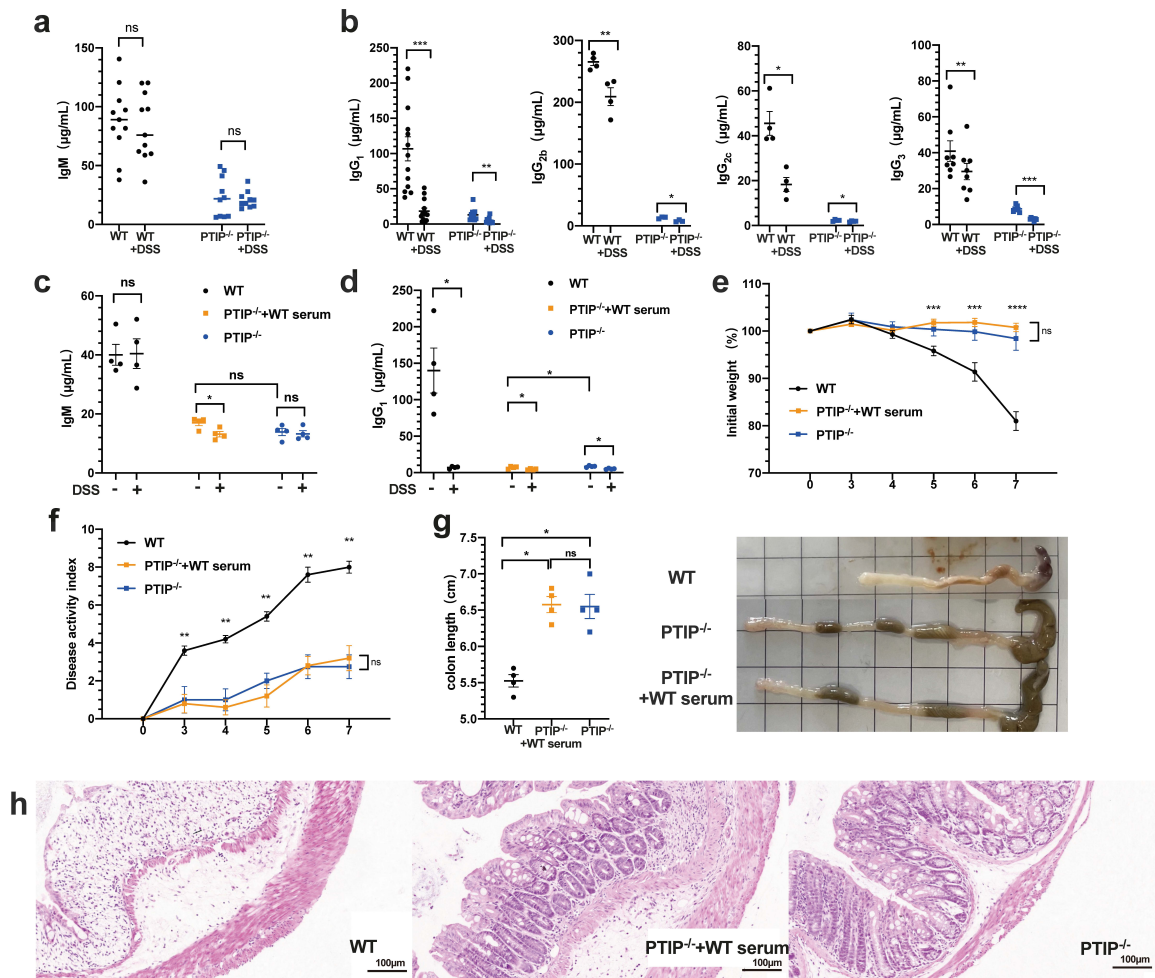 a
ns
ns
IgM (μg/mL)
150
100
50
0
WT
WT
+DSS
PTIP-/-
PTIP-/-
+DSS
b
***
**
IgG1 (μg/mL)
250
200
150
100
50
0
WT
WT
+DSS
PTIP-/-
PTIP-/-
+DSS
**
*
IgG2b (μg/mL)
300
200
100
0
WT
WT
+DSS
PTIP-/-
PTIP-/-
+DSS
*
*
IgG2c (μg/mL)
80
60
40
20
0
WT
WT
+DSS
PTIP-/-
PTIP-/-
+DSS
**
***
IgG3 (μg/mL)
100
80
60
40
20
0
WT
WT
+DSS
PTIP-/-
PTIP-/-
+DSS
c
ns
WT
PTIP-/-+WT serum
PTIP-/-
ns
*
ns
IgM (μg/mL)
60
40
20
0
DSS - + - + - +
d
*
WT
PTIP-/-+WT serum
PTIP-/-
*
*
*
IgG1 (μg/mL)
250
200
150
100
50
0
DSS - + - + - +
e
*** *** ****
ns
Initial weight (%)
110
100
90
80
70
WT
PTIP-/-+WT serum
PTIP-/-
0 3 4 5 6 7
f
WT
PTIP-/-+WT serum
PTIP-/-
** ** ** ** **
ns
Disease activity index
10
8
6
4
2
0
0 3 4 5 6 7
g
*
* ns
colon length (cm)
7.5
7.0
6.5
6.0
5.5
5.0
WT PTIP-/- PTIP-/-
+WT serum
WT
PTIP-/-
PTIP-/-
+WT serum
h
WT
100μm
PTIP-/-+WT serum
100μm
PTIP-/-
100μm